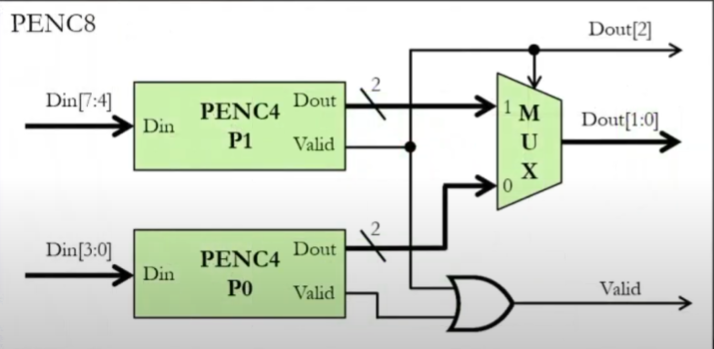 PENC8
Dout[2]
Din[7:4]
Din
PENC4
P1
Dout
Valid
2
1
MUX
0
Dout[1:0]
Din[3:0]
Din
PENC4
P0
Dout
Valid
2
Valid